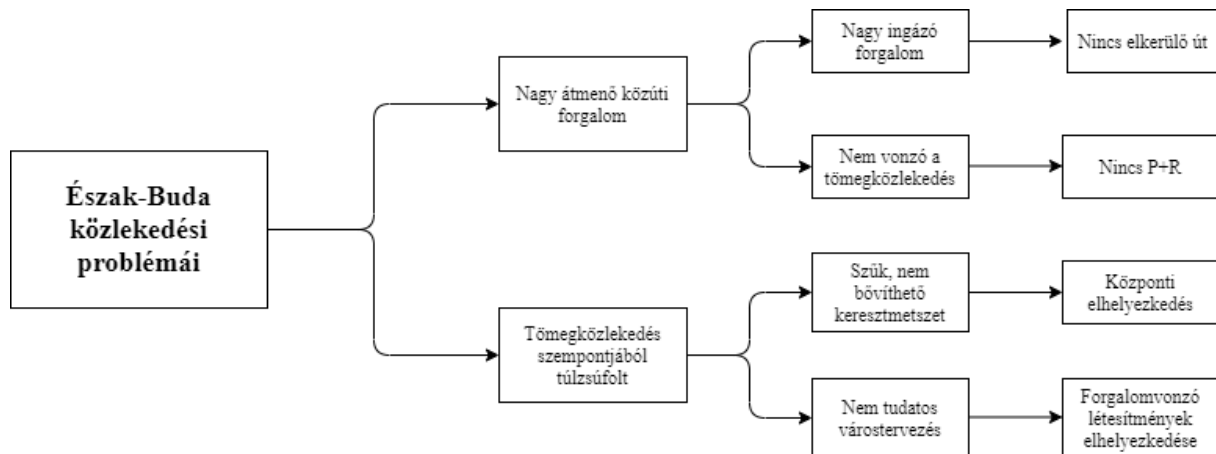 Észak-Buda
közlekedési
problémái
Nagy átmenő közúti
forgalom
Nagy ingázó
forgalom
Nincs elkerülő út
Nem vonzó a
tömegközlekedés
Nincs P+R
Tömegközlekedés
szempontjából
túlzsúfolt
Szűk, nem
bővíthető
keresztmetszet
Központi
elhelyezkedés
Nem tudatos
várostervezés
Forgalomvonzó
létesítmények
elhelyezkedése